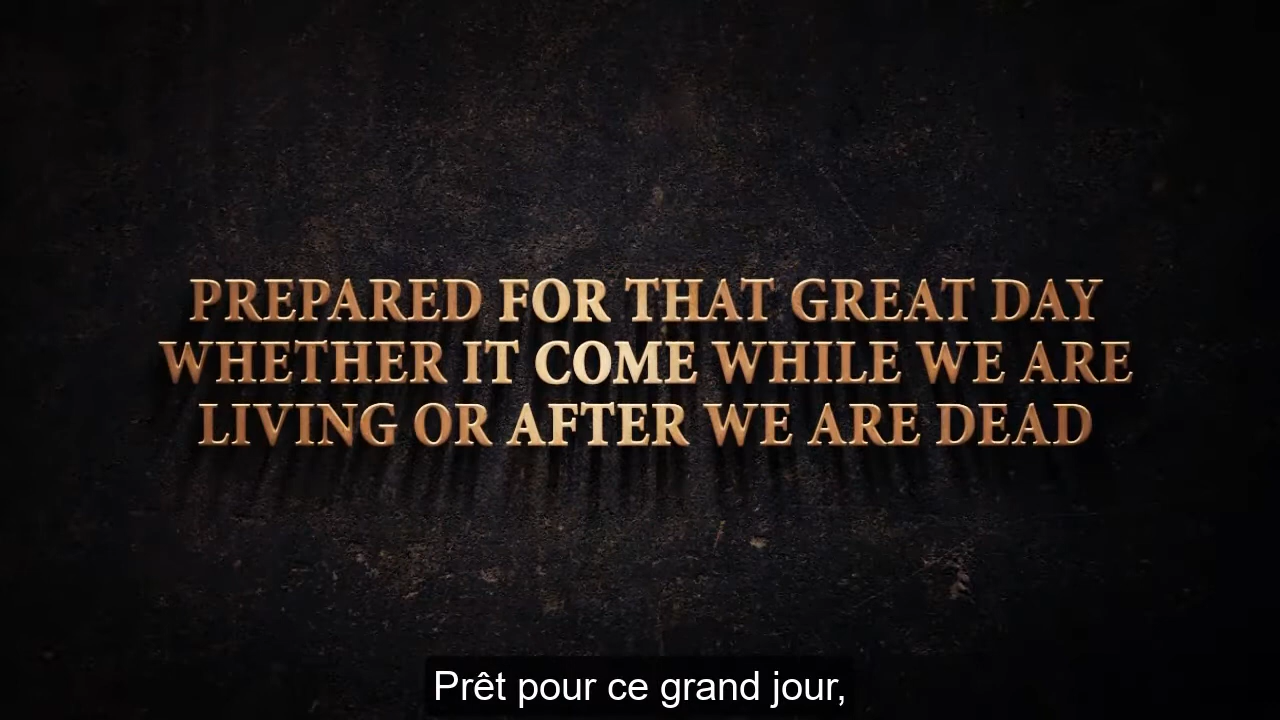 PREPARED FOR THAT GREAT DAY
WHETHER IT COME WHILE WE ARE
LIVING OR AFTER WE ARE DEAD
Prêt pour ce grand jour,